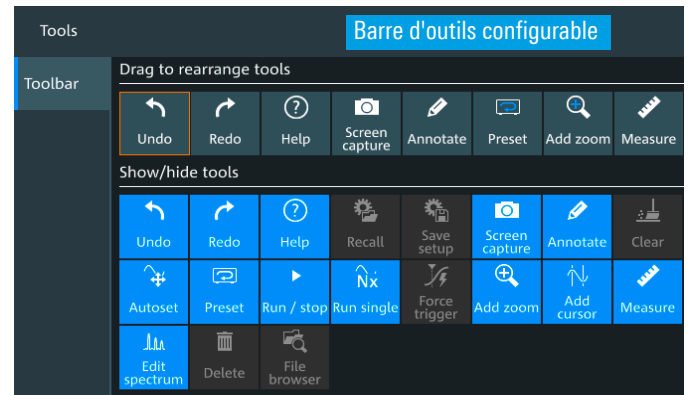 Tools
Barre d'outils configurable
Toolbar
Drag to rearrange tools
Undo
Redo
Help
Screen
capture
Annotate
Preset
Add zoom
Measure
Show/hide tools
Undo
Redo
Help
Recall
Save
setup
Screen
capture
Annotate
Clear
Autoset
Preset
Run / stop
Nx
Run single
Force
trigger
Add zoom
Add
cursor
Measure
Edit
spectrum
Delete
File
browser